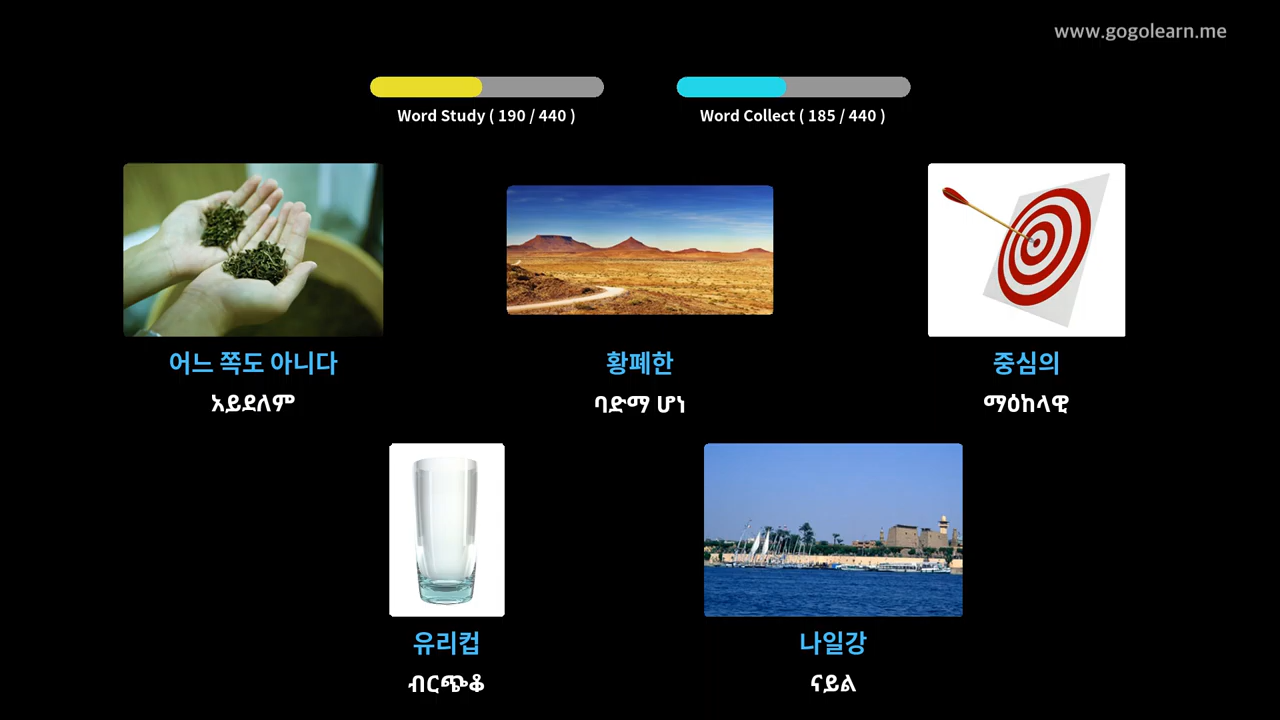 www.gogolearn.me
Word Study ( 190 / 440 )
Word Collect ( 185 / 440 )
어느 쪽도 아니다
황폐한
중심의
አይደለም
ባድማ ሆነ
ማዕከላዊ
유리컵
나일강
ብርጭቆ
ናይል